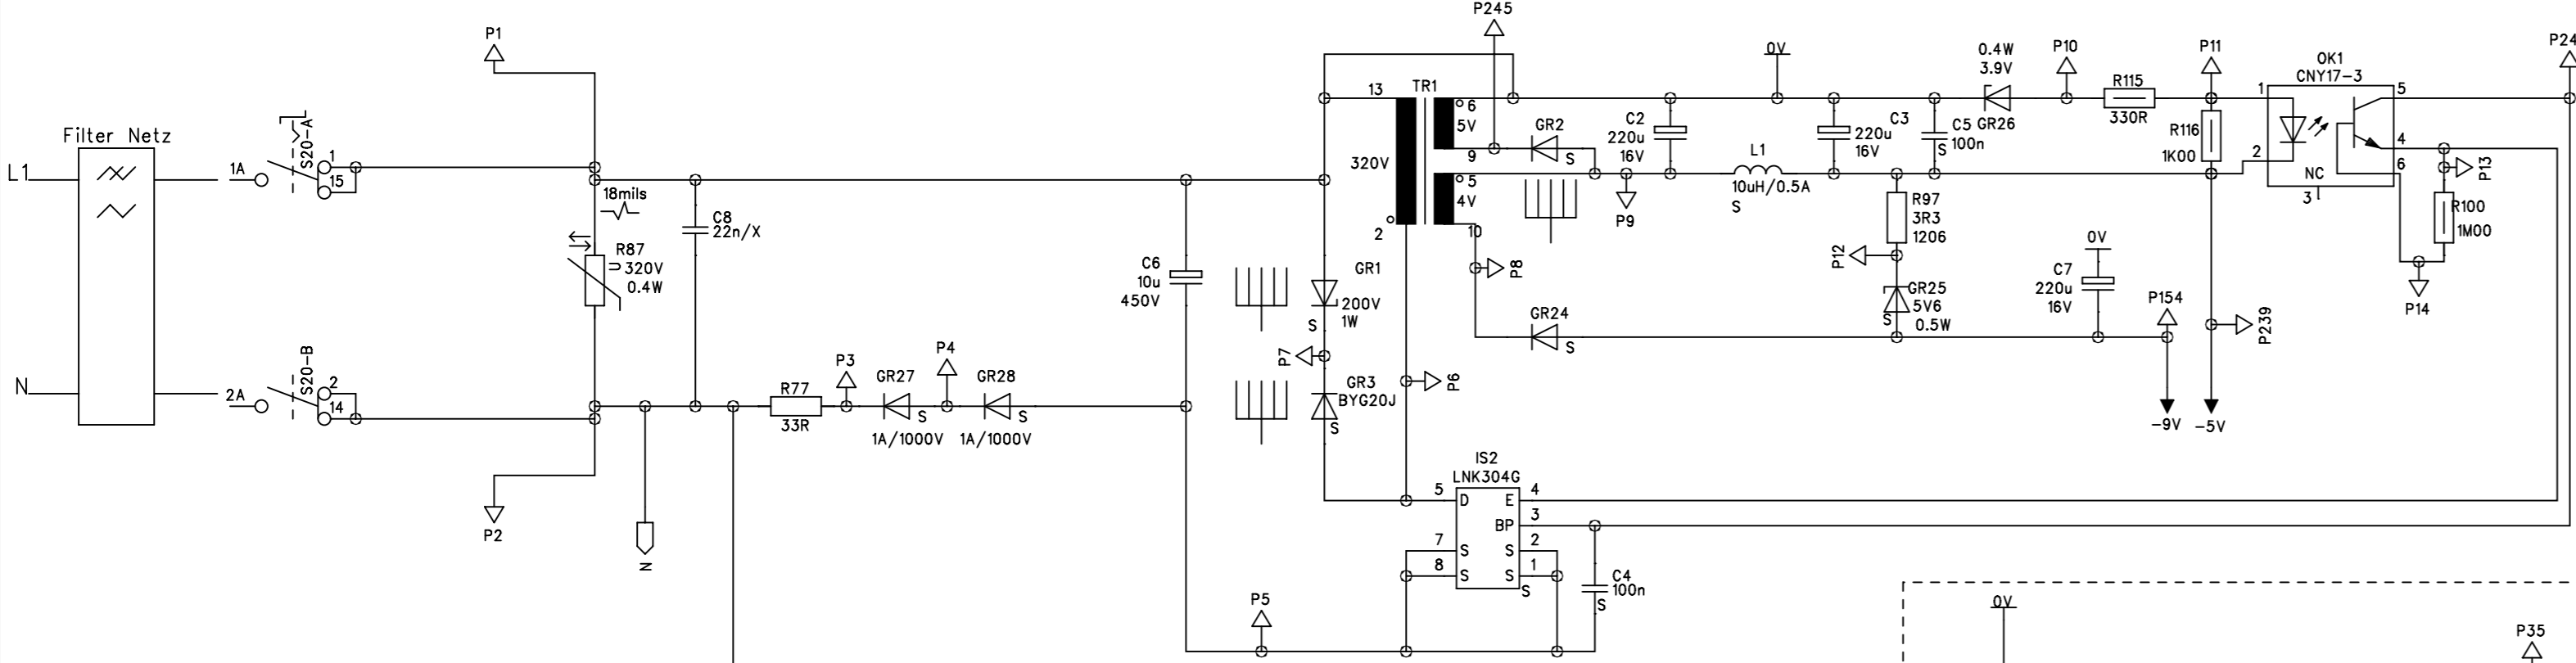 P1
Filter Netz
L1
1A
S20-A
1
15
18mils
R87
U 320V
0.4W
C8
22n/X
N
2A
S20-B
2
14
P2
N
R77
33R
P3
GR27
S
1A/1000V
P4
GR28
S
1A/1000V
C6
10u
450V
P5
P245
13
TR1
6
5V
9
320V
5
4V
2
10
GR1
200V
1W
S
P7
GR3
BYG20J
S
P6
P8
GR2
S
GR24
S
P9
C2
220u
16V
L1
10uH/0.5A
S
0V
220u
16V
C3
C5
100n
S
0.4W
3.9V
GR26
P10
R115
330R
P11
R116
1K00
R97
3R3
1206
P12
GR25
5V6
0.5W
S
0V
C7
220u
16V
P154
-9V
-5V
P239
OK1
CNY17-3
1
5
2
4
6
NC
3
P13
R100
1M00
P14
P24
IS2
LNK304G
5
D
E
4
BP
3
7
S
S
2
8
S
S
1
S
C4
100n
S
0V
P35